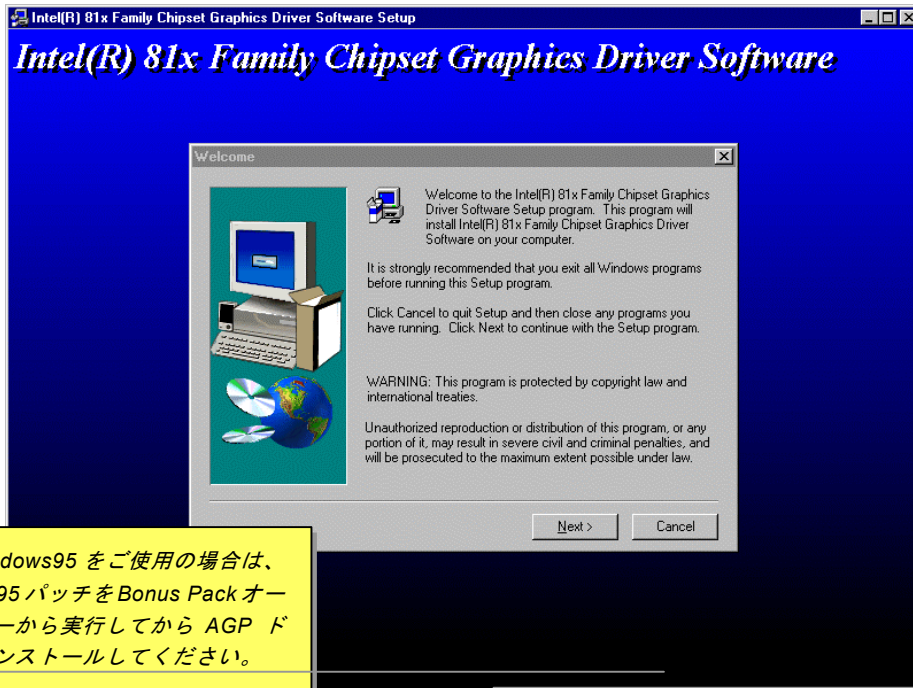 Intel(R) 81x Family Chipset Graphics Driver Software Setup
Intel(R) 81x Family Chipset Graphics Driver Software
Welcome
Welcome to the Intel(R) 81x Family Chipset Graphics
Driver Software Setup program. This program will
install Intel(R) 81x Family Chipset Graphics Driver
Software on your computer.
It is strongly recommended that you exit all Windows programs
before running this Setup program.
Click Cancel to quit Setup and then close any programs you
have running. Click Next to continue with the Setup program.
WARNING: This program is protected by copyright law and
international treaties.
Unauthorized reproduction or distribution of this program, or any
portion of it, may result in severe civil and criminal penalties, and
will be prosecuted to the maximum extent possible under law.
Next >
Cancel
dows95 をご使用の場合は、
95 パッチを Bonus Pack オー
ーから実行してから AGP ド
ンストールしてください。